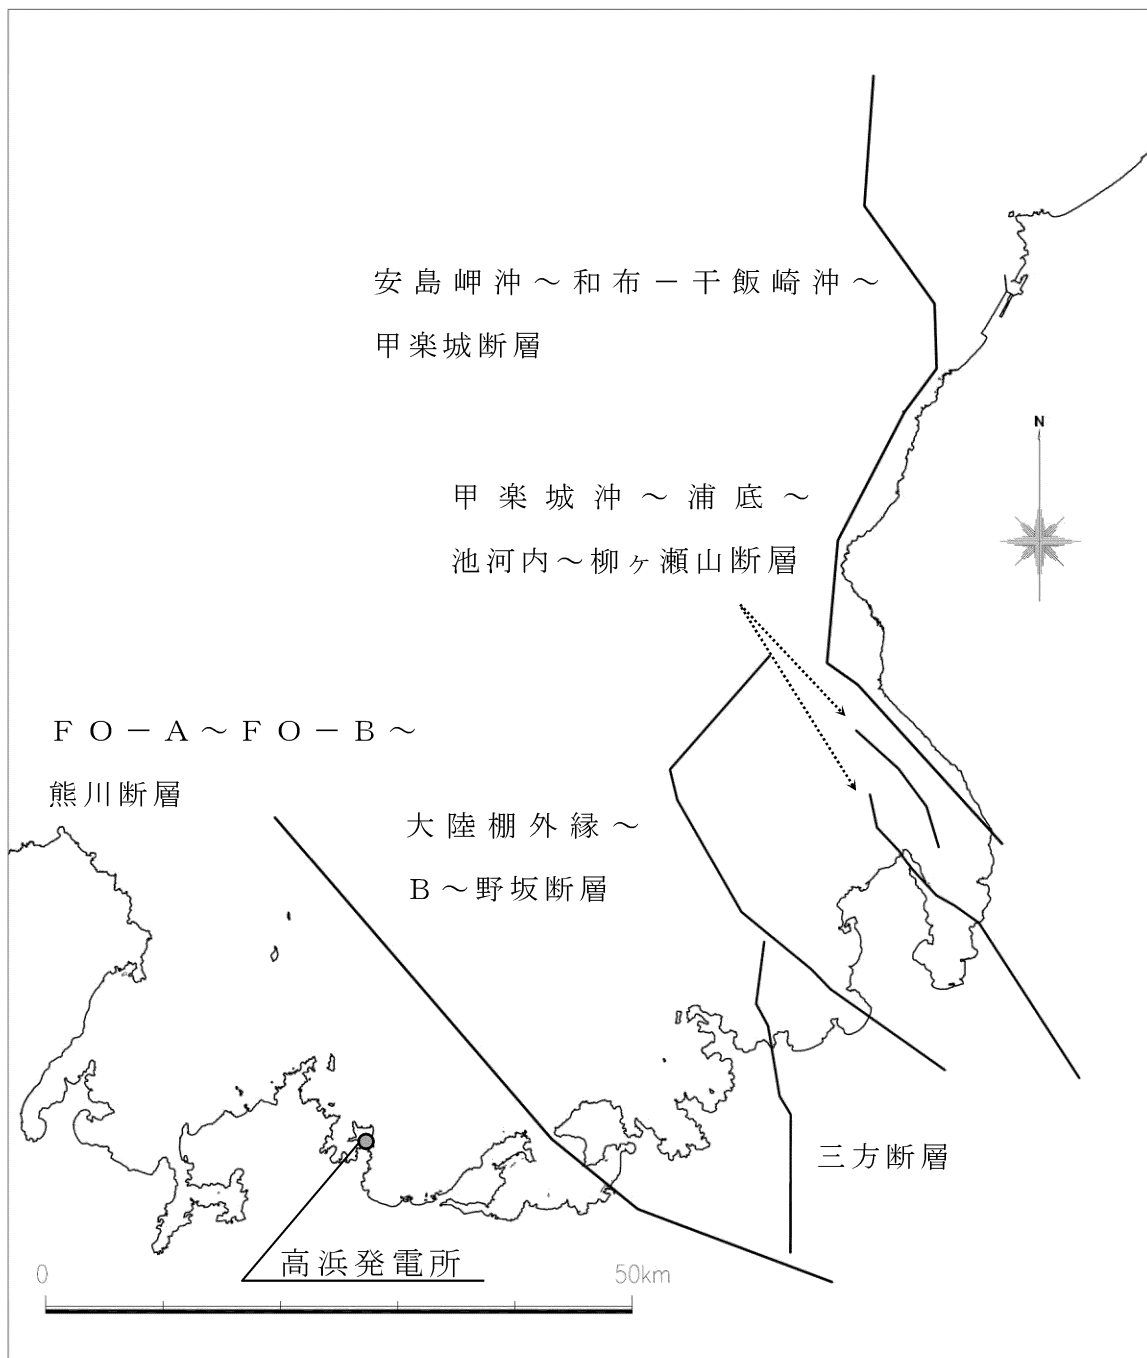 安島岬沖～和布－干飯崎沖～
甲楽城断層
N
甲楽城沖～浦底～
池河内～柳ヶ瀬山断層
ＦＯ－Ａ～ＦＯ－Ｂ～
熊川断層
大陸棚外縁～
Ｂ～野坂断層
三方断層
高浜発電所
0 50km